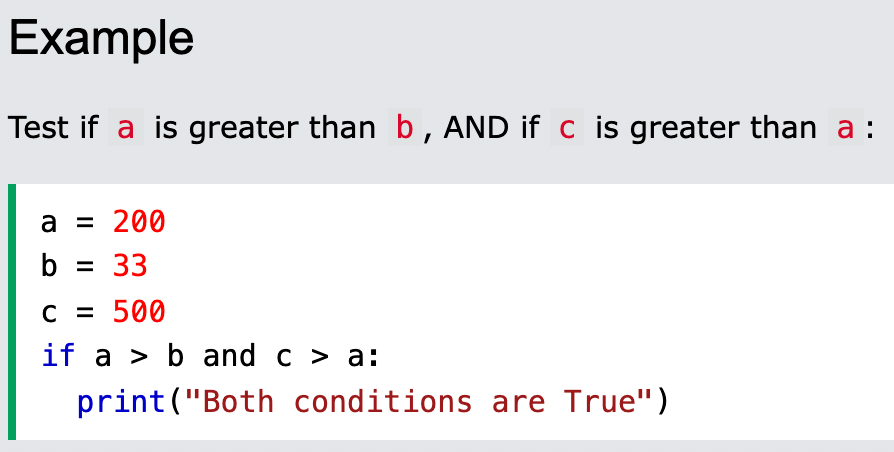 Example
Test if a is greater than b, AND if c is greater than a:
a = 200
b = 33
c = 500
if a > b and c > a:
  print("Both conditions are True")